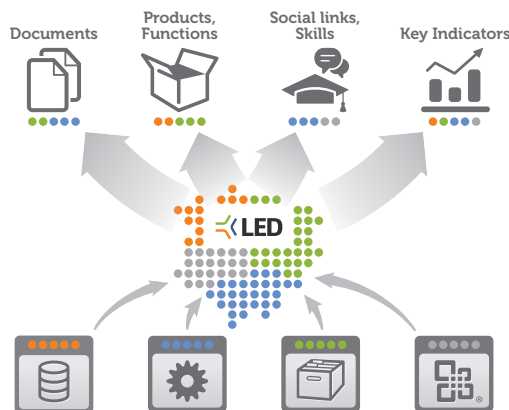 Documents
Products,
Functions
Social links,
Skills
Key Indicators
LED
®